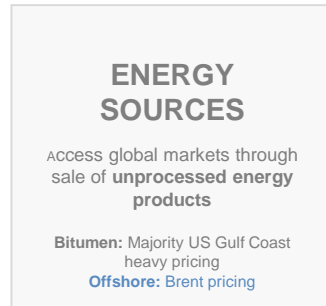 ENERGY
SOURCES
Access global markets through
sale of unprocessed energy
products
Bitumen: Majority US Gulf Coast
heavy pricing
Offshore: Brent pricing